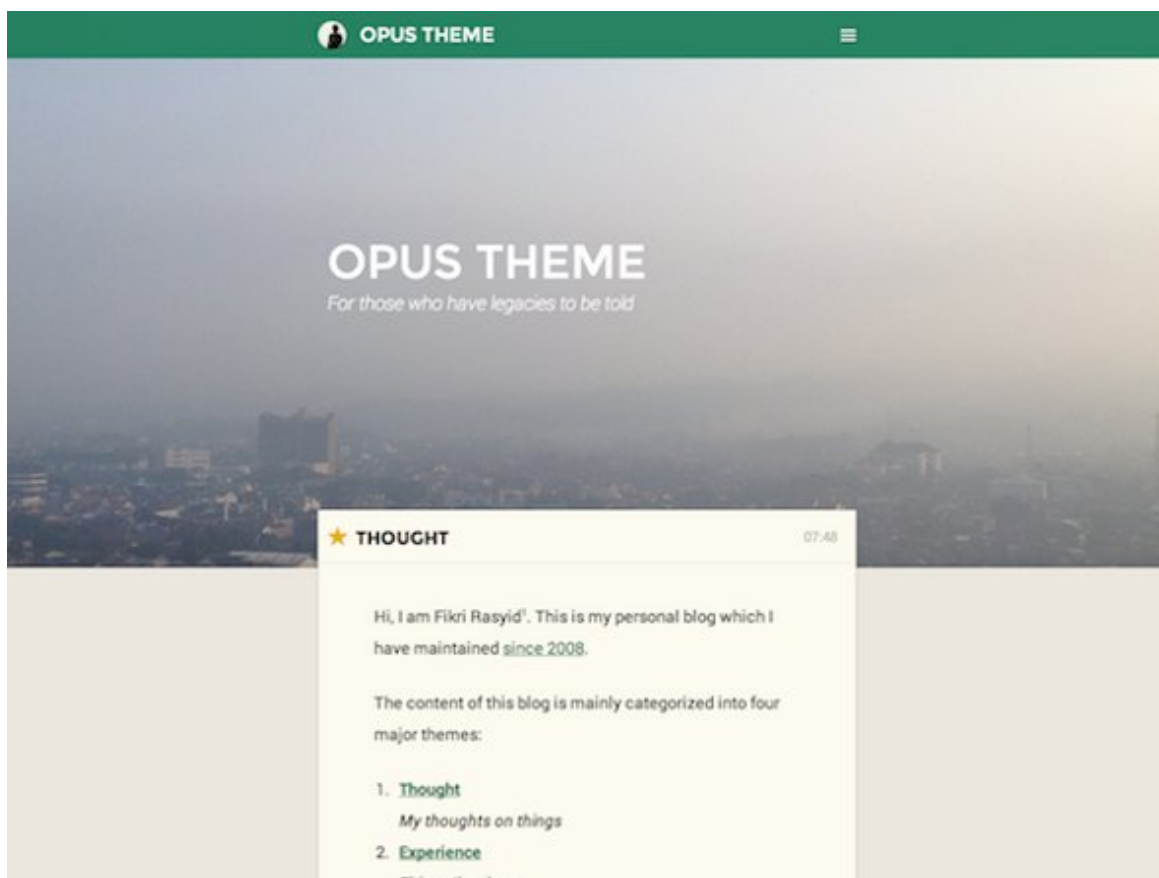 OPUS THEME
OPUS THEME
For those who have legacies to be told
THOUGHT 07:48
Hi, I am Fikri Rasyid¹. This is my personal blog which I
have maintained since 2008.
The content of this blog is mainly categorized into four
major themes:
1. Thought
My thoughts on things
2. Experience